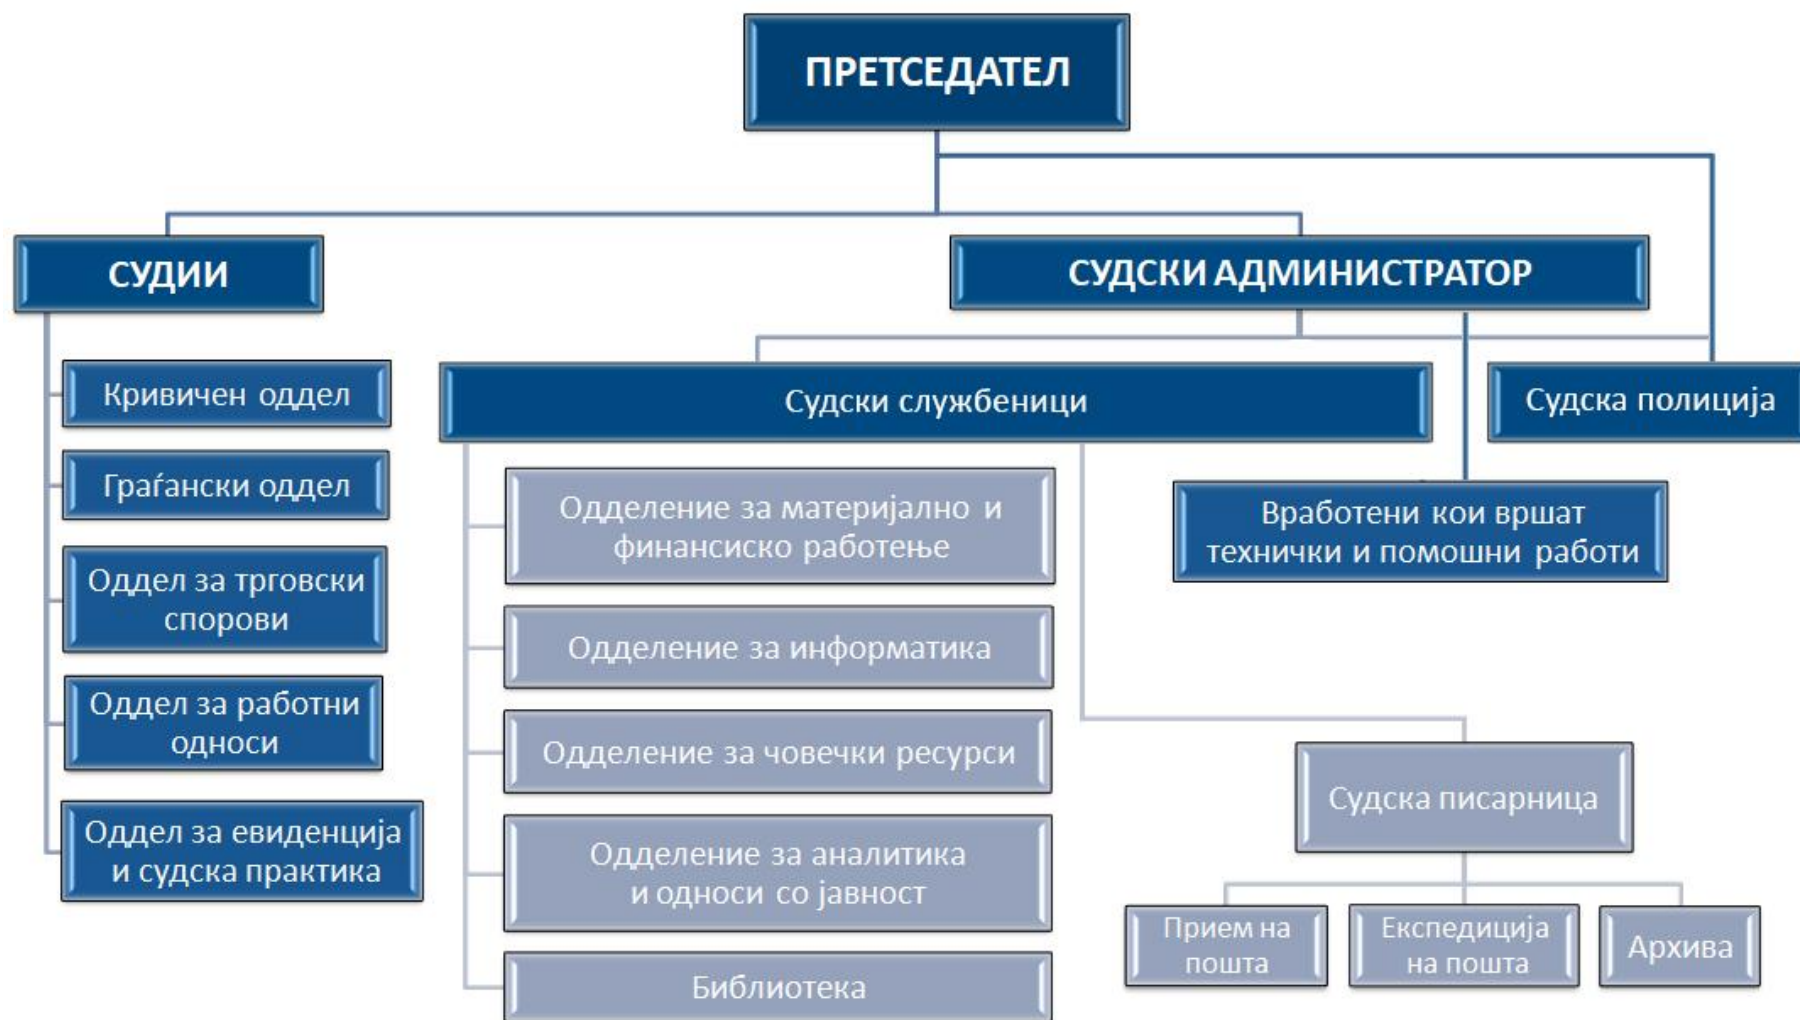 ПРЕТСЕДАТЕЛ
СУДИИ
СУДСКИ АДМИНИСТРАТОР
Кривичен оддел
Граѓански оддел
Оддел за трговски
спорови
Оддел за работни
односи
Оддел за евиденција
и судска практика
Судски службеници
Судска полиција
Одделение за материјално и
финансиско работење
Одделение за информатика
Одделение за човечки ресурси
Одделение за аналитика
и односи со јавност
Библиотека
Вработени кои вршат
технички и помошни работи
Судска писарница
Прием на
пошта
Експедиција
на пошта
Архива